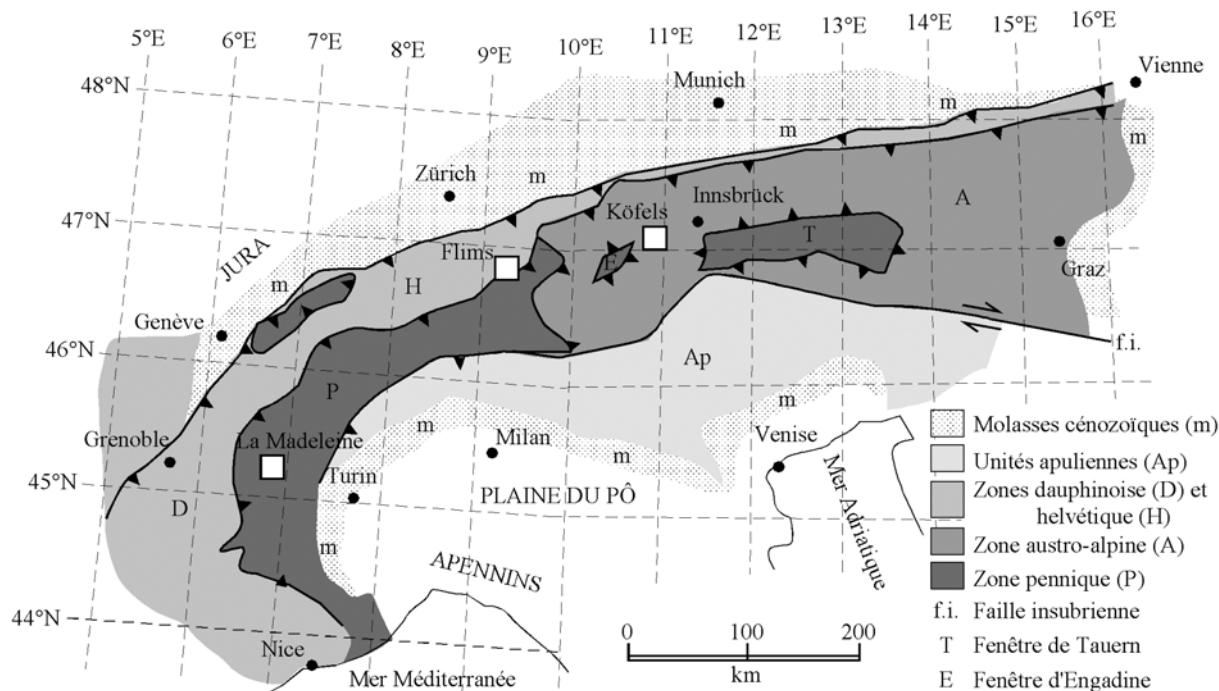 5°E
6°E
7°E
8°E
9°E
10°E
11°E
12°E
13°E
14°E
15°E
16°E
48°N
47°N
46°N
45°N
44°N
Munich
Vienne
m
m
m
Zürich
m
Innsbrück
A
Köfels
JURA
Flims
T
E
Graz
m
H
Genève
f.i.
Ap
P
m
Grenoble
La Madeleine
m
Milan
m
Venise
Turin
PLAINE DU PÔ
D
Mer Adriatique
m
APENNINS
Nice
Mer Méditerranée
0
100
200
km
Molasses cénozoïques (m)
Unités apuliennes (Ap)
Zones dauphinoise (D) et
helvétique (H)
Zone austro-alpine (A)
Zone pennique (P)
f.i. Faille insubrienne
T Fenêtre de Tauern
E Fenêtre d'Engadine